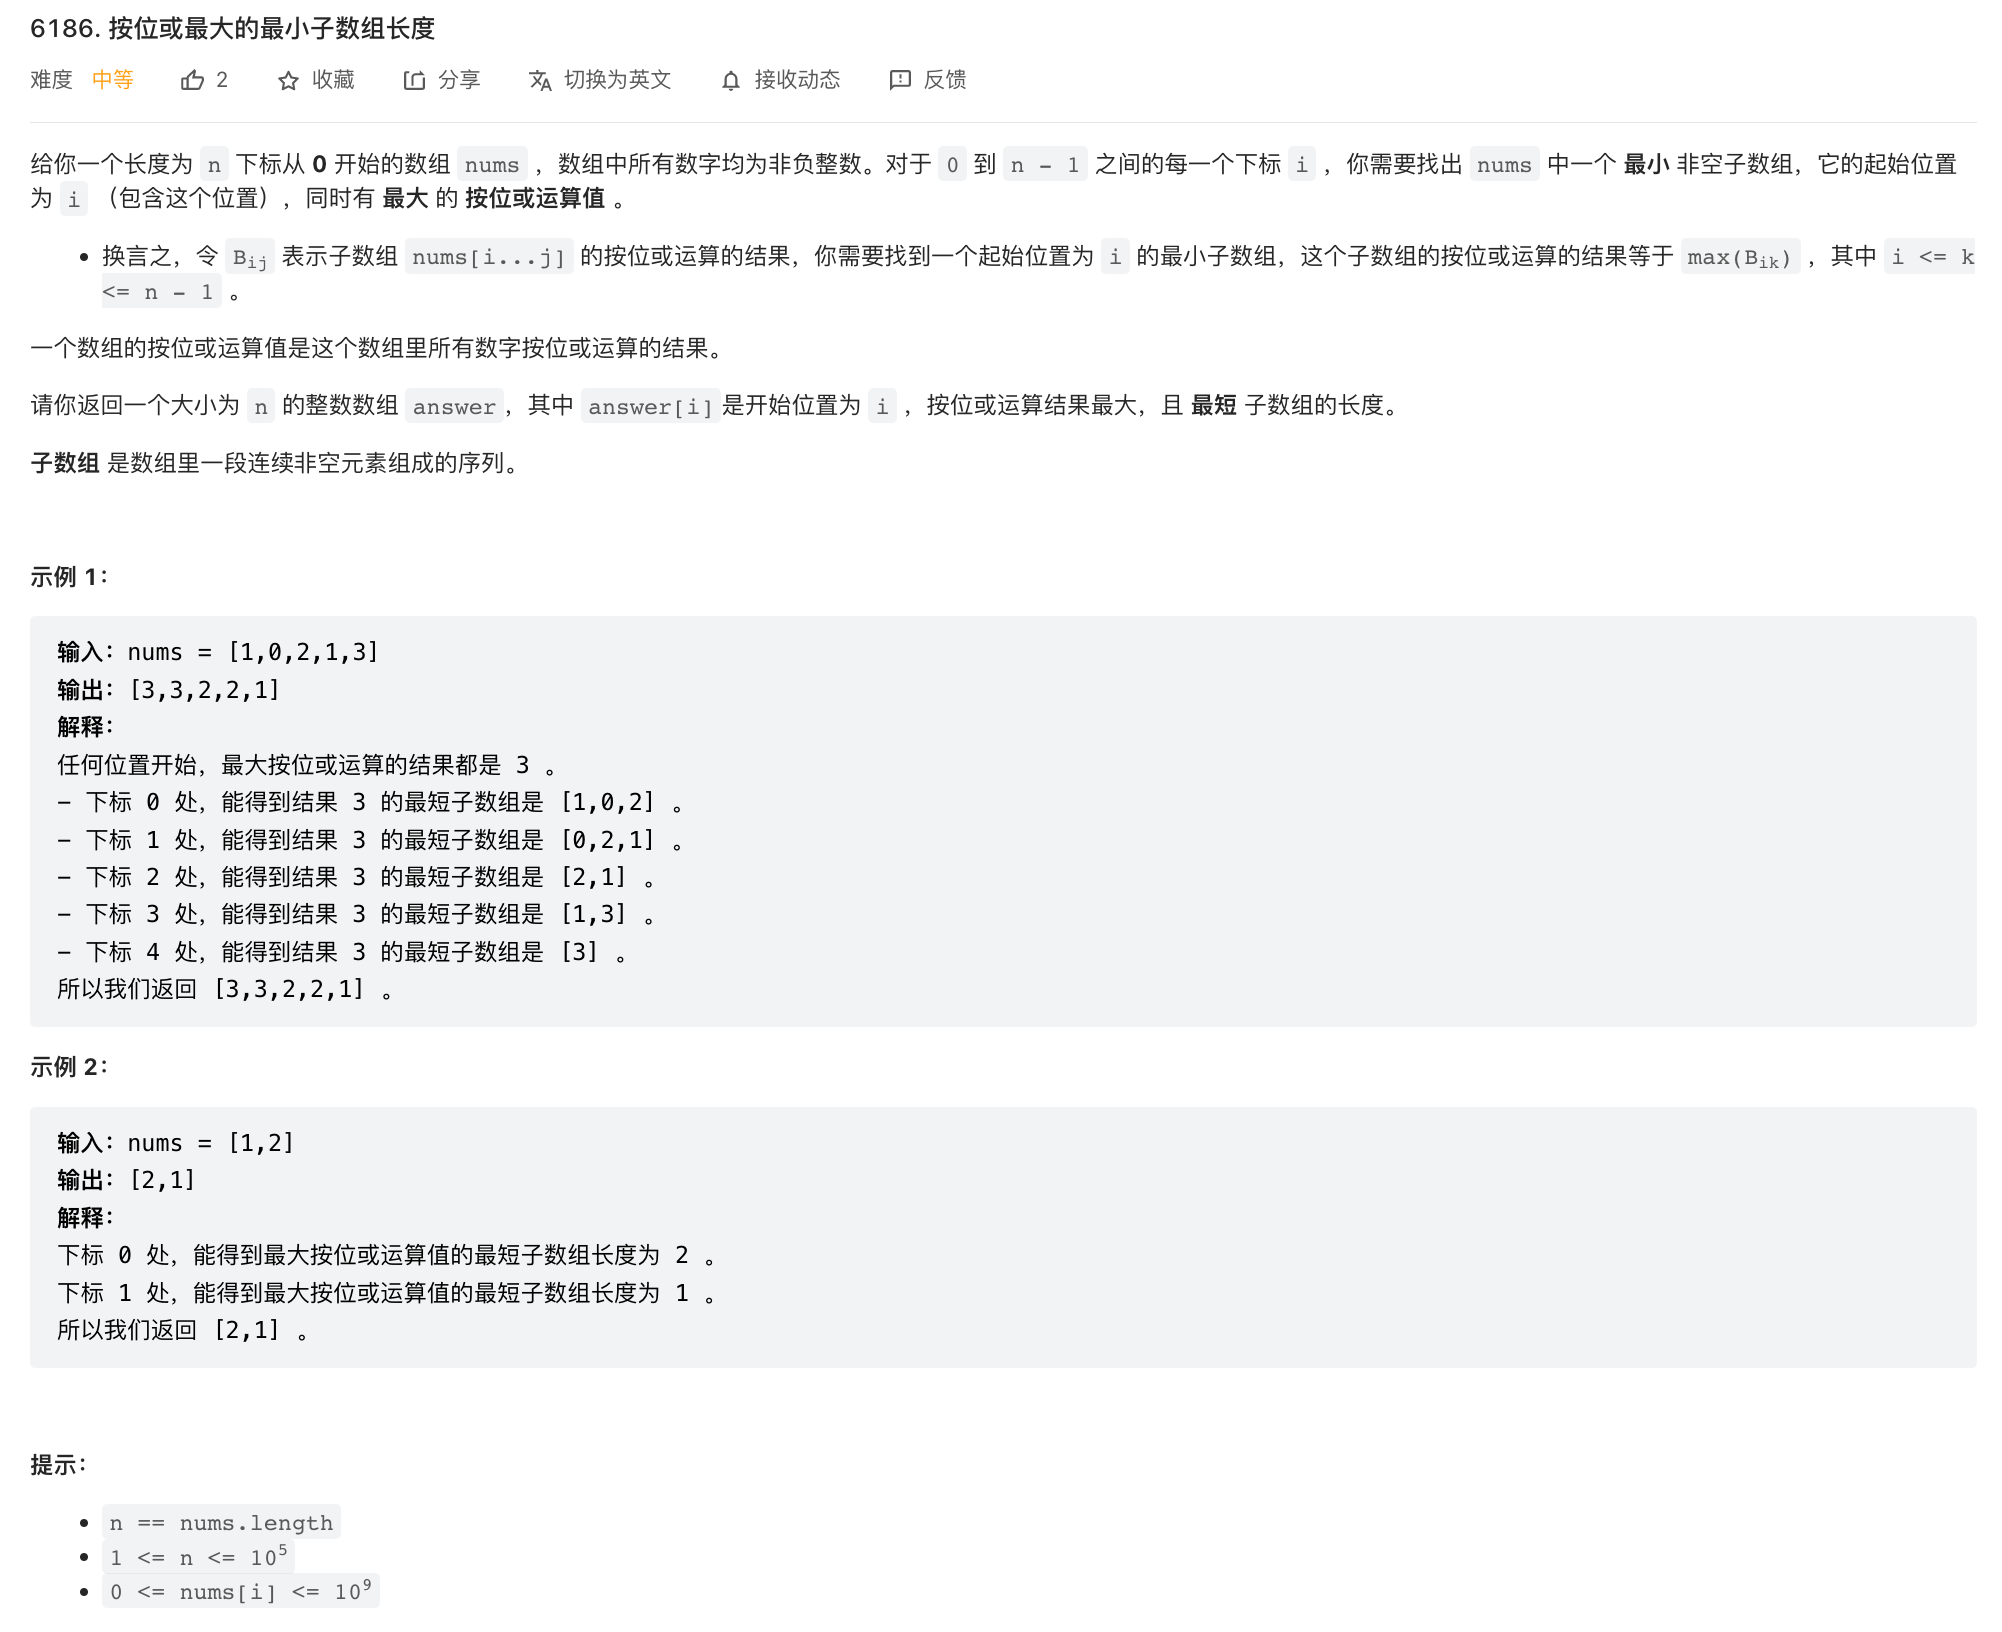 6186. 按位或最大的最小子数组长度
难度 中等 2 收藏 分享 切换为英文 接收动态 反馈
给你一个长度为 n 下标从 0 开始的数组 nums ，数组中所有数字均为非负整数。对于 0 到 n - 1 之间的每一个下标 i ，你需要找出 nums 中一个 最小 非空子数组，它的起始位置
为 i （包含这个位置），同时有 最大 的 按位或运算值 。
• 换言之，令 Bij 表示子数组 nums[i...j] 的按位或运算的结果，你需要找到一个起始位置为 i 的最小子数组，这个子数组的按位或运算的结果等于 max(Bik) ，其中 i <= k
<= n - 1 。
一个数组的按位或运算值是这个数组里所有数字按位或运算的结果。
请你返回一个大小为 n 的整数数组 answer，其中 answer[i]是开始位置为 i ，按位或运算结果最大，且 最短 子数组的长度。
子数组 是数组里一段连续非空元素组成的序列。
示例 1：
输入：nums = [1,0,2,1,3]
输出：[3,3,2,2,1]
解释：
任何位置开始，最大按位或运算的结果都是 3 。
- 下标 0 处，能得到结果 3 的最短子数组是 [1,0,2] 。
- 下标 1 处，能得到结果 3 的最短子数组是 [0,2,1] 。
- 下标 2 处，能得到结果 3 的最短子数组是 [2,1] 。
- 下标 3 处，能得到结果 3 的最短子数组是 [1,3] 。
- 下标 4 处，能得到结果 3 的最短子数组是 [3] 。
所以我们返回 [3,3,2,2,1] 。
示例 2：
输入：nums = [1,2]
输出：[2,1]
解释：
下标 0 处，能得到最大按位或运算值的最短子数组长度为 2 。
下标 1 处，能得到最大按位或运算值的最短子数组长度为 1 。
所以我们返回 [2,1] 。
提示：
• n == nums.length
• 1 <= n <= 10⁵
• 0 <= nums[i] <= 10⁹